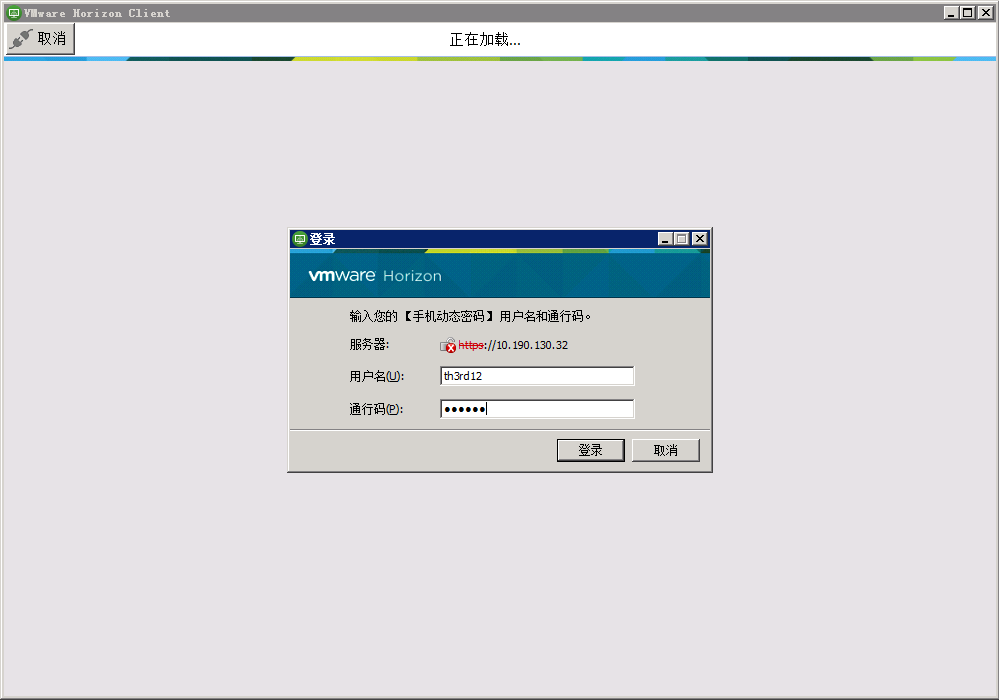 VMware Horizon Client
取消
正在加载...
登录
vmware Horizon
输入您的【手机动态密码】用户名和通行码。
服务器: https://10.190.130.32
用户名(U): th3rd12
通行码(P): ●●●●●●
登录 取消